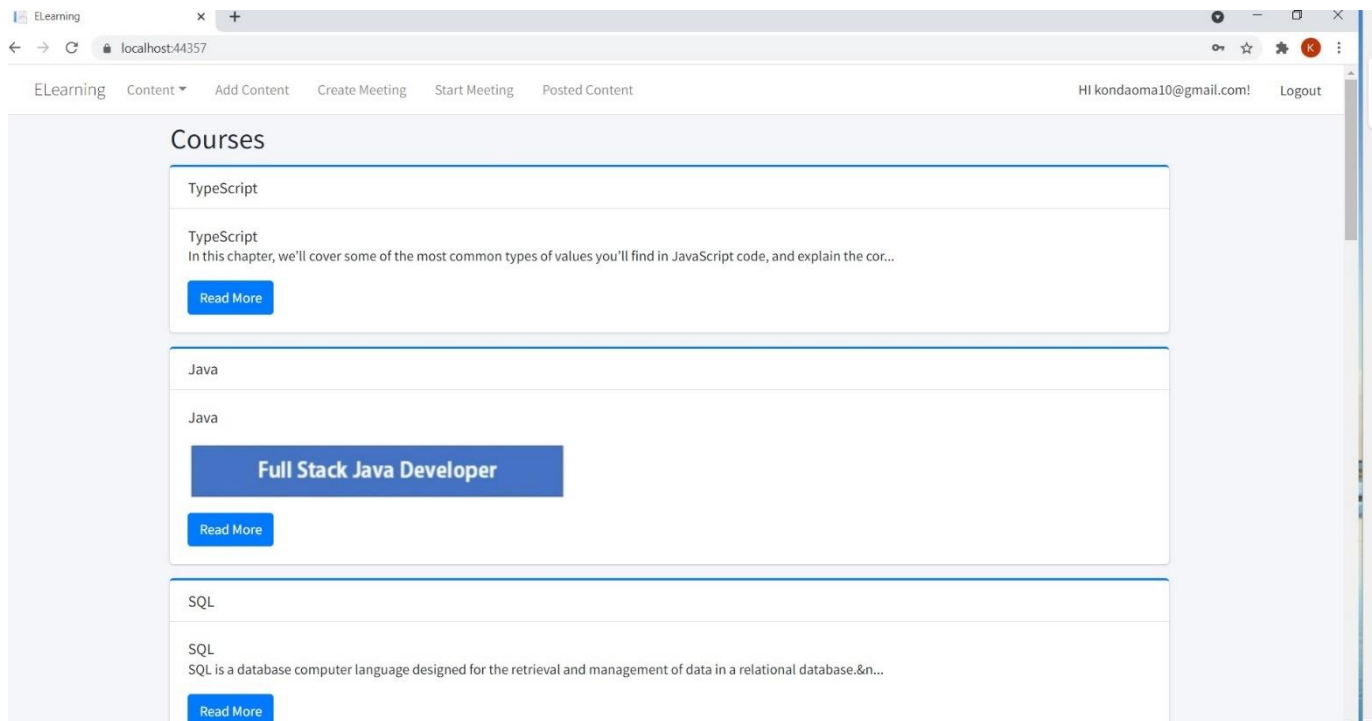 ELearning
localhost:44357
K
ELearning Content Add Content Create Meeting Start Meeting Posted Content HI kondaoma10@gmail.com! Logout
Courses
TypeScript
TypeScript
In this chapter, we'll cover some of the most common types of values you'll find in JavaScript code, and explain the cor...
Read More
Java
Java
Full Stack Java Developer
Read More
SQL
SQL
SQL is a database computer language designed for the retrieval and management of data in a relational database.&n...
Read More